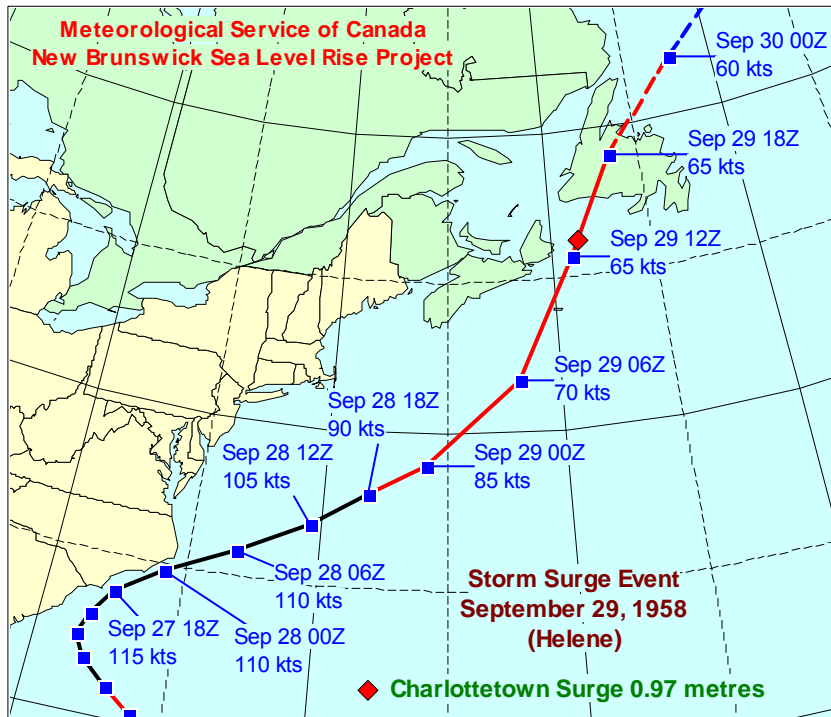 Meteorological Service of Canada
New Brunswick Sea Level Rise Project
Sep 30 00Z
60 kts
Sep 29 18Z
65 kts
Sep 29 12Z
65 kts
Sep 29 06Z
70 kts
Sep 28 18Z
90 kts
Sep 28 12Z
105 kts
Sep 29 00Z
85 kts
Sep 28 06Z
110 kts
Sep 27 18Z
115 kts
Sep 28 00Z
110 kts
Storm Surge Event
September 29, 1958
(Helene)
Charlottetown Surge 0.97 metres